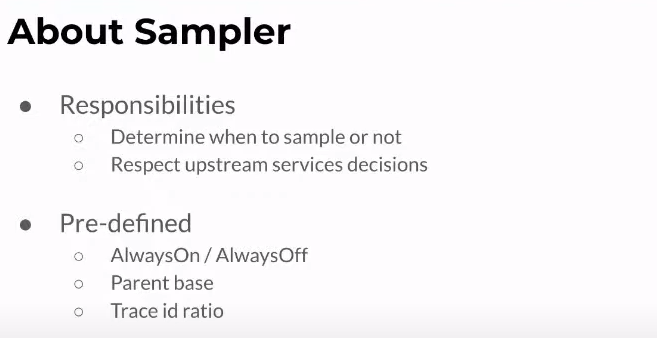 About Sampler
● Responsibilities
○ Determine when to sample or not
○ Respect upstream services decisions
● Pre-defined
○ AlwaysOn / AlwaysOff
○ Parent base
○ Trace id ratio